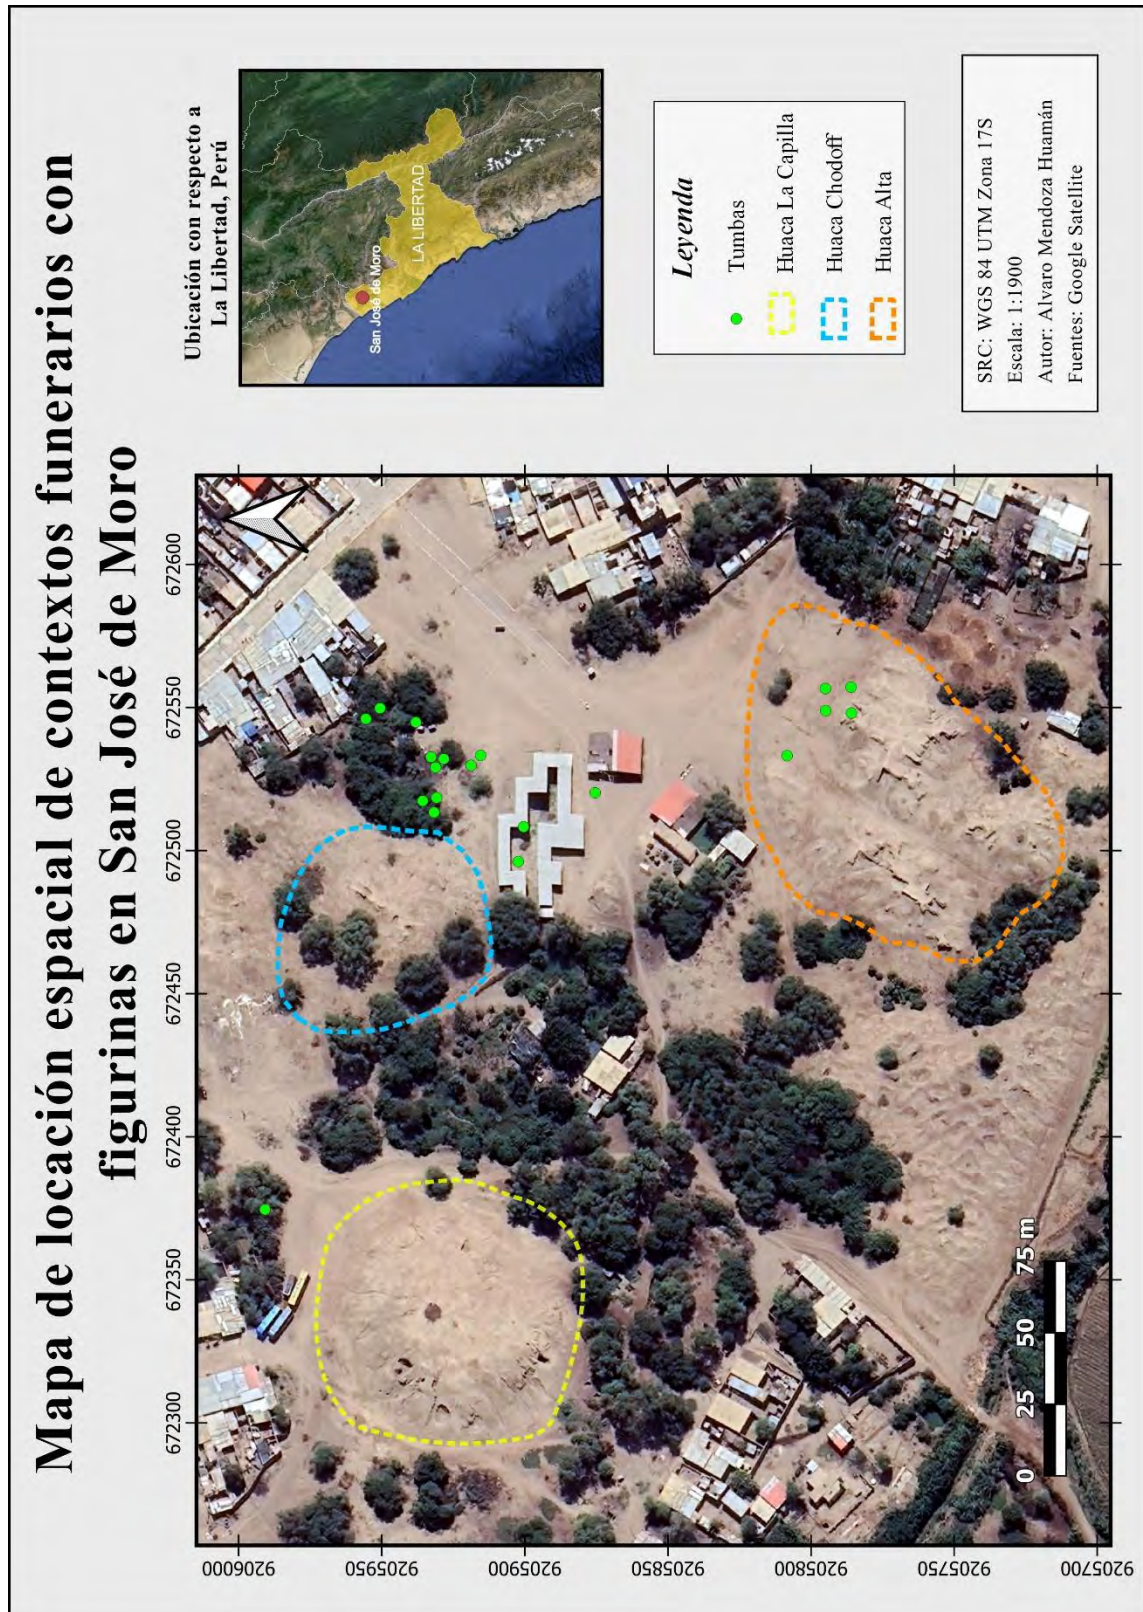 Mapa de locación espacial de contextos funerarios con
figurinas en San José de Moro
672300
672350
672400
672450
672500
672550
672600
9206000
9205950
9205900
9205850
9205800
9205750
9205700
0 25 50 75 m
Ubicación con respecto a
La Libertad, Perú
San José de Moro
LA LIBERTAD
Leyenda
Tumbas
Huaca La Capilla
Huaca Chodoff
Huaca Alta
SRC: WGS 84 UTM Zona 17S
Escala: 1:1900
Autor: Alvaro Mendoza Huamán
Fuentes: Google Satellite